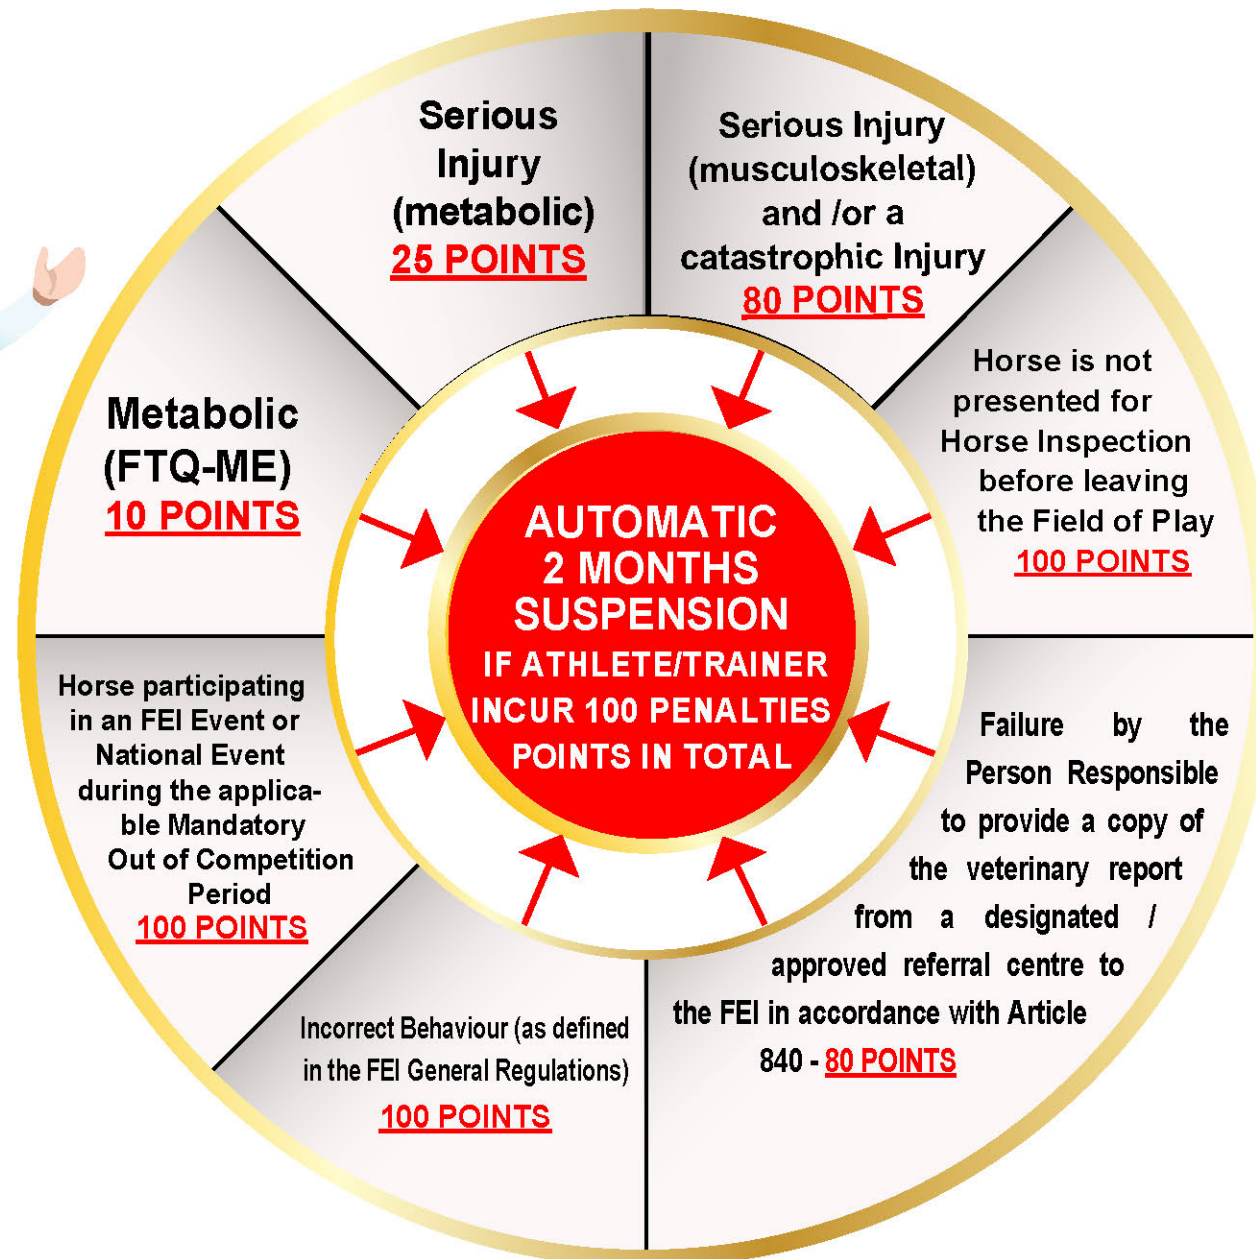 Serious
Injury
(metabolic)
25 POINTS
Serious Injury
(musculoskeletal)
and /or a
catastrophic Injury
80 POINTS
Horse is not
presented for
Horse Inspection
before leaving
the Field of Play
100 POINTS
Failure by the
Person Responsible
to provide a copy of
the veterinary report
from a designated /
approved referral centre to
the FEI in accordance with Article
840 - 80 POINTS
Incorrect Behaviour (as defined
in the FEI General Regulations)
100 POINTS
Horse participating
in an FEI Event or
National Event
during the applica-
ble Mandatory
Out of Competition
Period
100 POINTS
Metabolic
(FTQ-ME)
10 POINTS
AUTOMATIC
2 MONTHS
SUSPENSION
IF ATHLETE/TRAINER
INCUR 100 PENALTIES
POINTS IN TOTAL